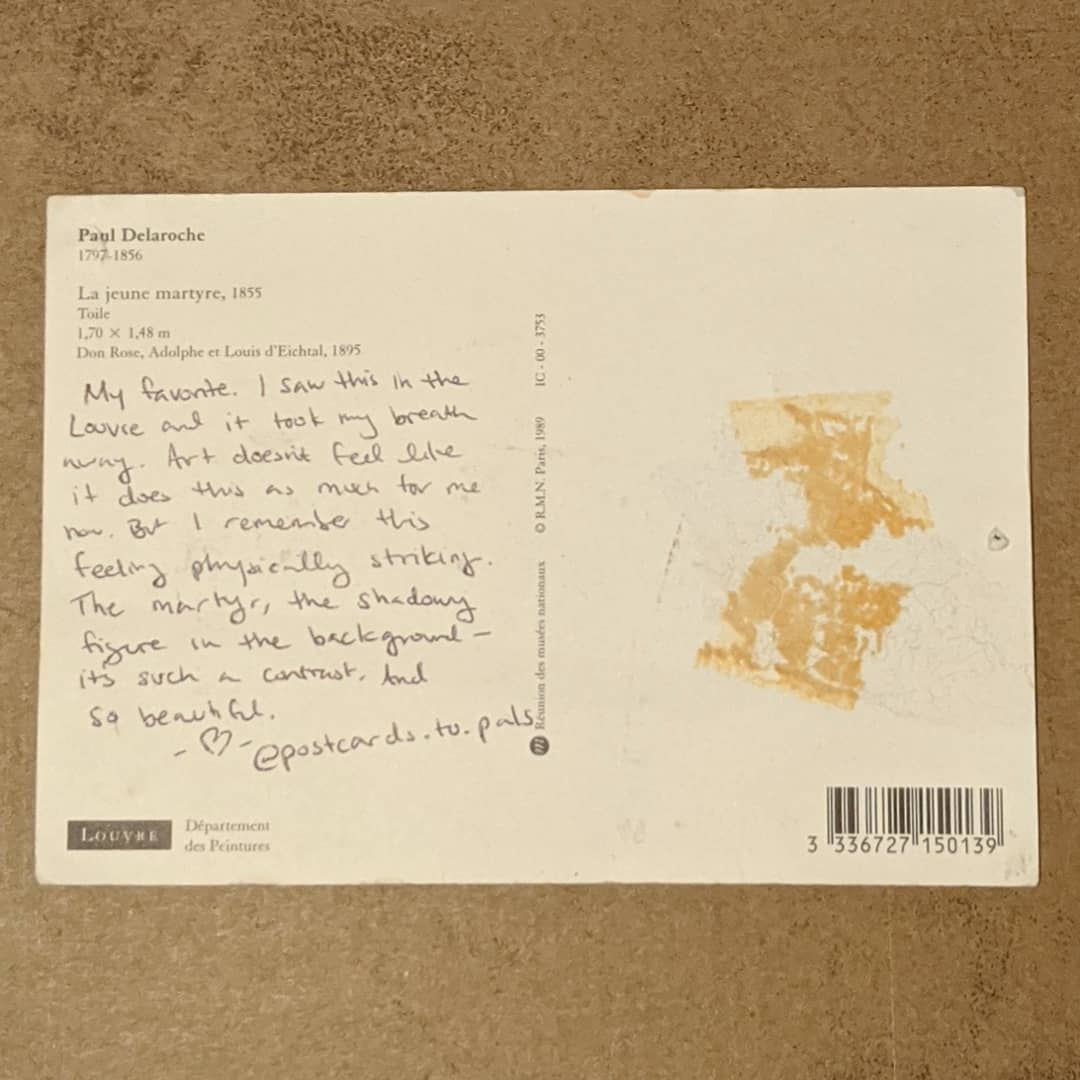 Paul Delaroche
1797-1856
La jeune martyre, 1855
Toile
1,70 × 1,48 m
Don Rose, Adolphe et Louis d'Eichtal, 1895
My favorite. I saw this in the
Louvre and it took my breath
away. Art doesn't feel like
it does this as much for me
now. But I remember this
feeling physically striking.
The martyr, the shadowy
figure in the background –
it's such a contrast. And
so beautiful.
-♡- @postcards.to.pals
LOUVRE
Département
des Peintures
Réunion des musées nationaux © R.M.N. Paris, 1989 IC - 00 - 3753
3 336727 150139